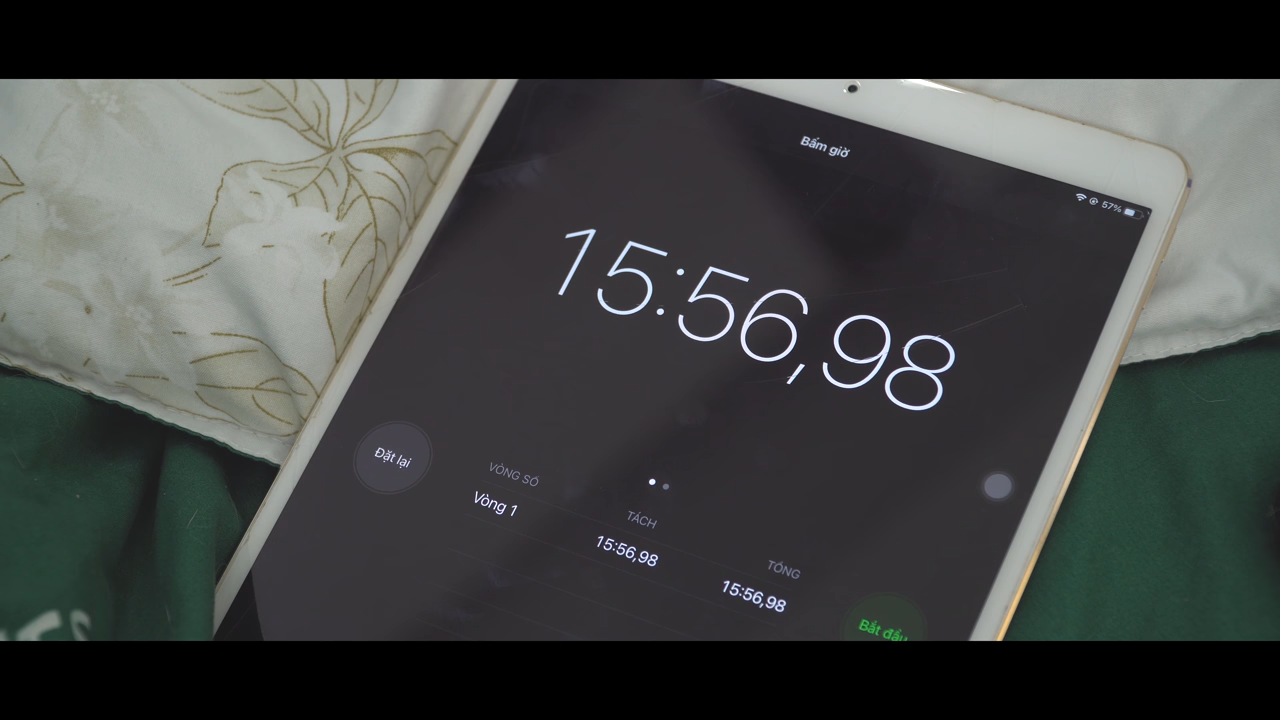 Bấm giờ
57%
15:56,98
Đặt lại
VÒNG SỐ TÁCH TỔNG
Vòng 1 15:56,98 15:56,98
Bắt đầu